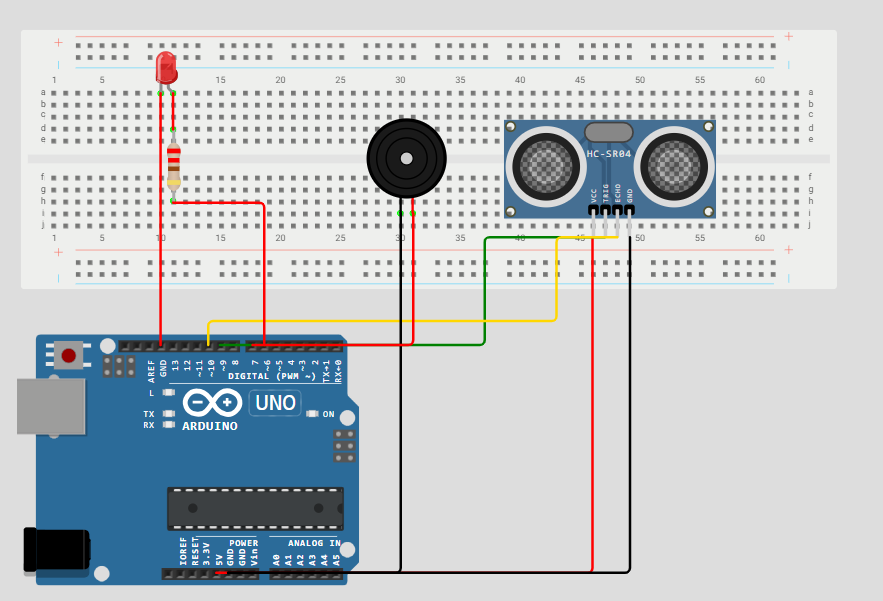 + +
1 5 10 15 20 25 30 35 40 45 50 55 60
a a
b b
c c
d d
e e
HC-SR04
VCC TRIG ECHO GND
f f
g g
h h
i i
j j
1 5 10 15 20 25 30 35 40 45 50 55 60
+ +
AREF GND 13 12 ~11 ~10 ~9 8 7 ~6 ~5 4 ~3 2 TX→1 RX←0
DIGITAL (PWM ~)
L
UNO
TX
RX
ON
ARDUINO
POWER ANALOG IN
IOREF RESET 3.3V 5V GND GND Vin A0 A1 A2 A3 A4 A5